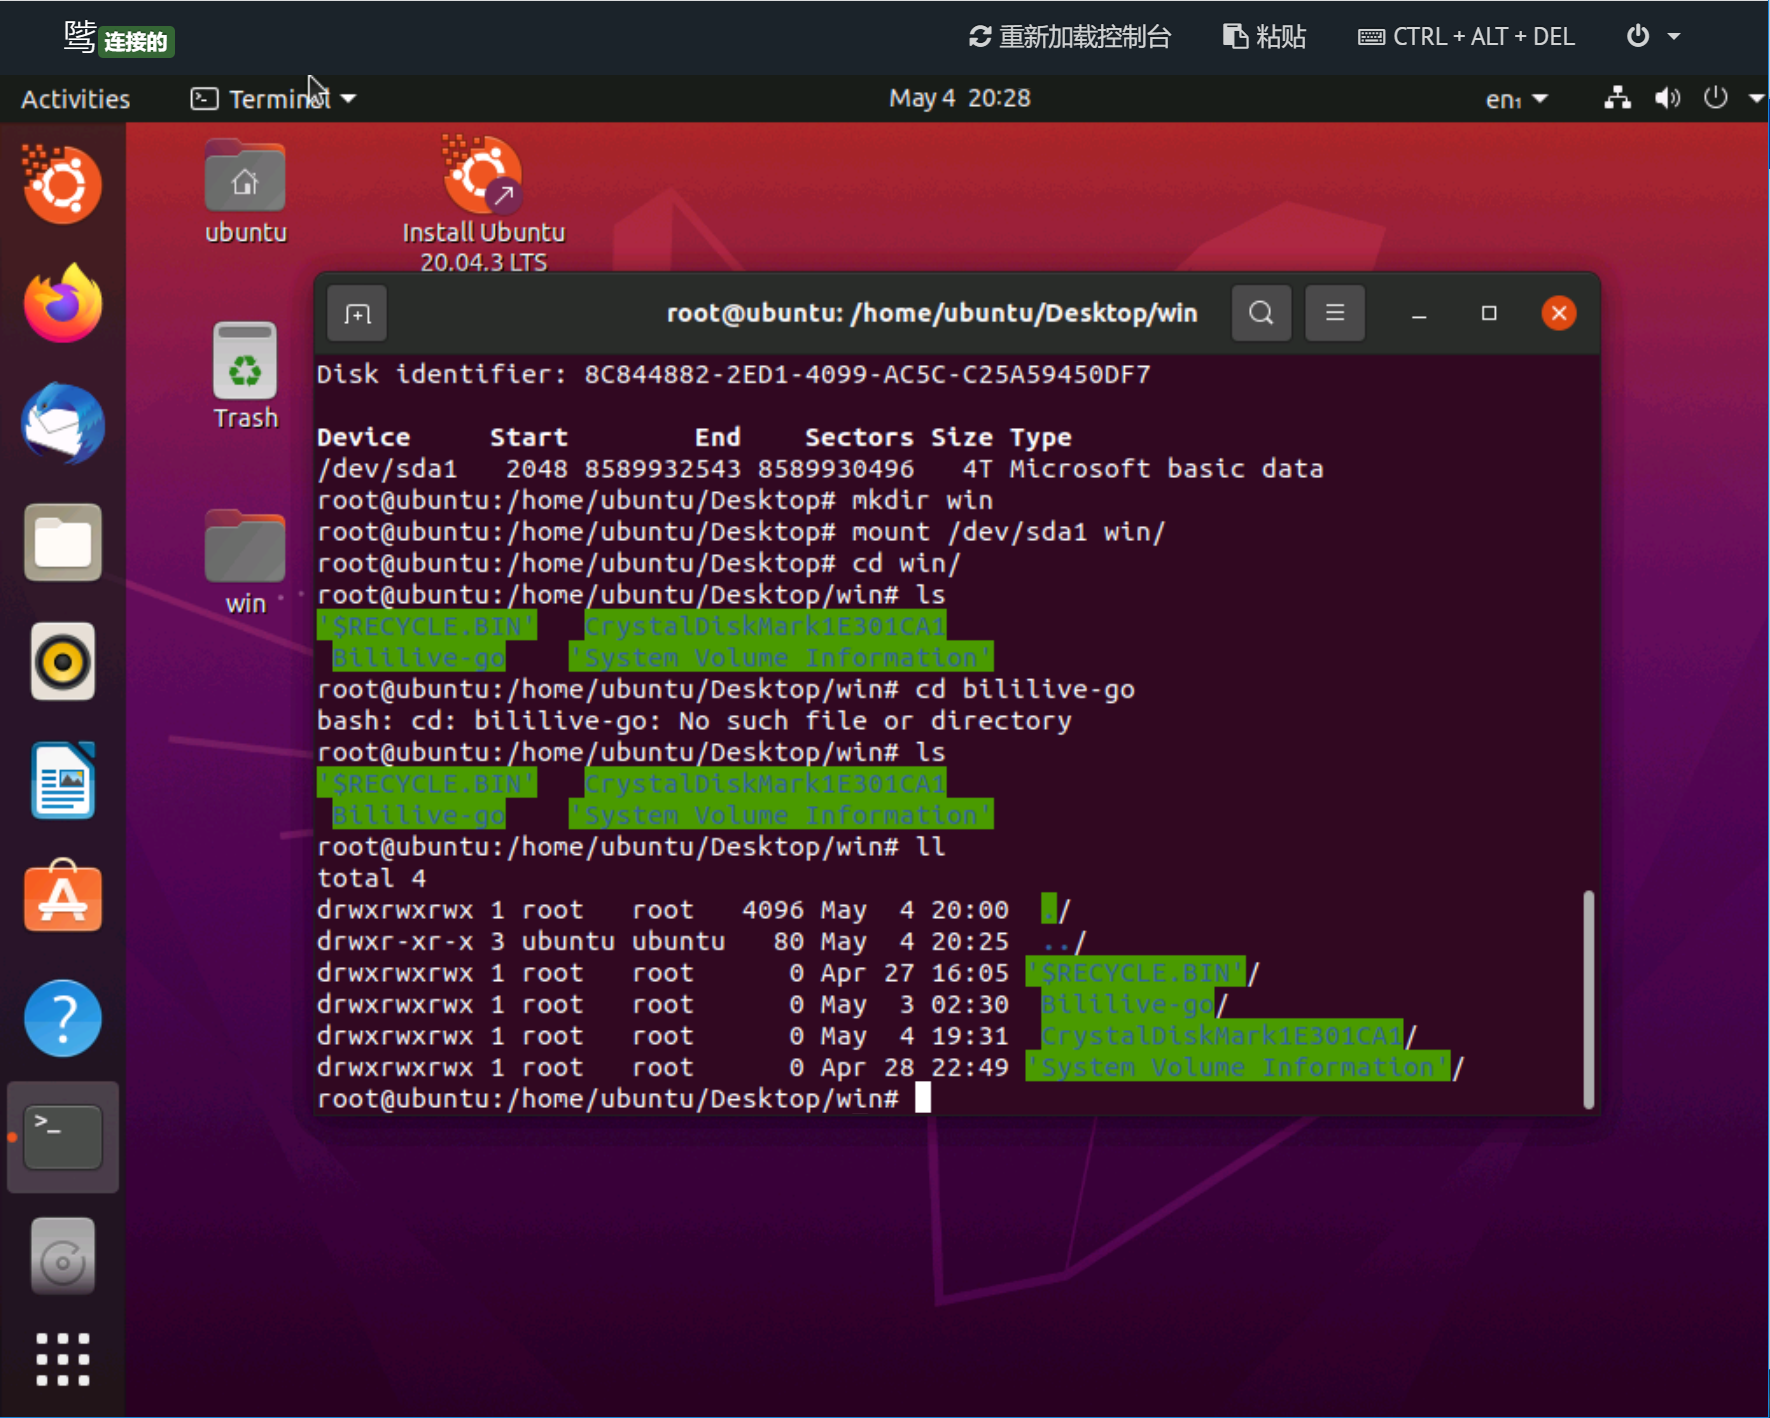 连接的
重新加载控制台 粘贴 CTRL + ALT + DEL
Activities Terminal May 4 20:28 en₁
ubuntu
Install Ubuntu
20.04.3 LTS
Trash
win
root@ubuntu: /home/ubuntu/Desktop/win
Disk identifier: 8C844882-2ED1-4099-AC5C-C25A59450DF7
Device     Start        End    Sectors Size Type
/dev/sda1   2048 8589932543 8589930496   4T Microsoft basic data
root@ubuntu:/home/ubuntu/Desktop# mkdir win
root@ubuntu:/home/ubuntu/Desktop# mount /dev/sda1 win/
root@ubuntu:/home/ubuntu/Desktop# cd win/
root@ubuntu:/home/ubuntu/Desktop/win# ls
'$RECYCLE.BIN'   CrystalDiskMark1E301CA1
 Bililive-go    'System Volume Information'
root@ubuntu:/home/ubuntu/Desktop/win# cd bililive-go
bash: cd: bililive-go: No such file or directory
root@ubuntu:/home/ubuntu/Desktop/win# ls
'$RECYCLE.BIN'   CrystalDiskMark1E301CA1
 Bililive-go    'System Volume Information'
root@ubuntu:/home/ubuntu/Desktop/win# ll
total 4
drwxrwxrwx 1 root   root   4096 May  4 20:00  ./
drwxr-xr-x 3 ubuntu ubuntu   80 May  4 20:25  ../
drwxrwxrwx 1 root   root      0 Apr 27 16:05 '$RECYCLE.BIN'/
drwxrwxrwx 1 root   root      0 May  3 02:30  Bililive-go/
drwxrwxrwx 1 root   root      0 May  4 19:31  CrystalDiskMark1E301CA1/
drwxrwxrwx 1 root   root      0 Apr 28 22:49 'System Volume Information'/
root@ubuntu:/home/ubuntu/Desktop/win#